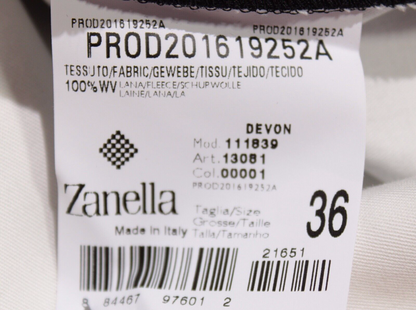 PROD201619252A PROD201619252A
PROD201619252A
TESSUTO/FABRIC/GEWEBE/TISSU/TEJIDO/TECIDO
100%WV LANA/FLEECE/SCHURWOLLE
LAINE/LANA/LA
DEVON
Mod. 111839
Art. 13081
Col. 00001
PROD201619252A
Zanella
Taglia/Size
Grosse/Taille
Talla/Tamanho
36
Made in Italy
21651
8 84467 97601 2